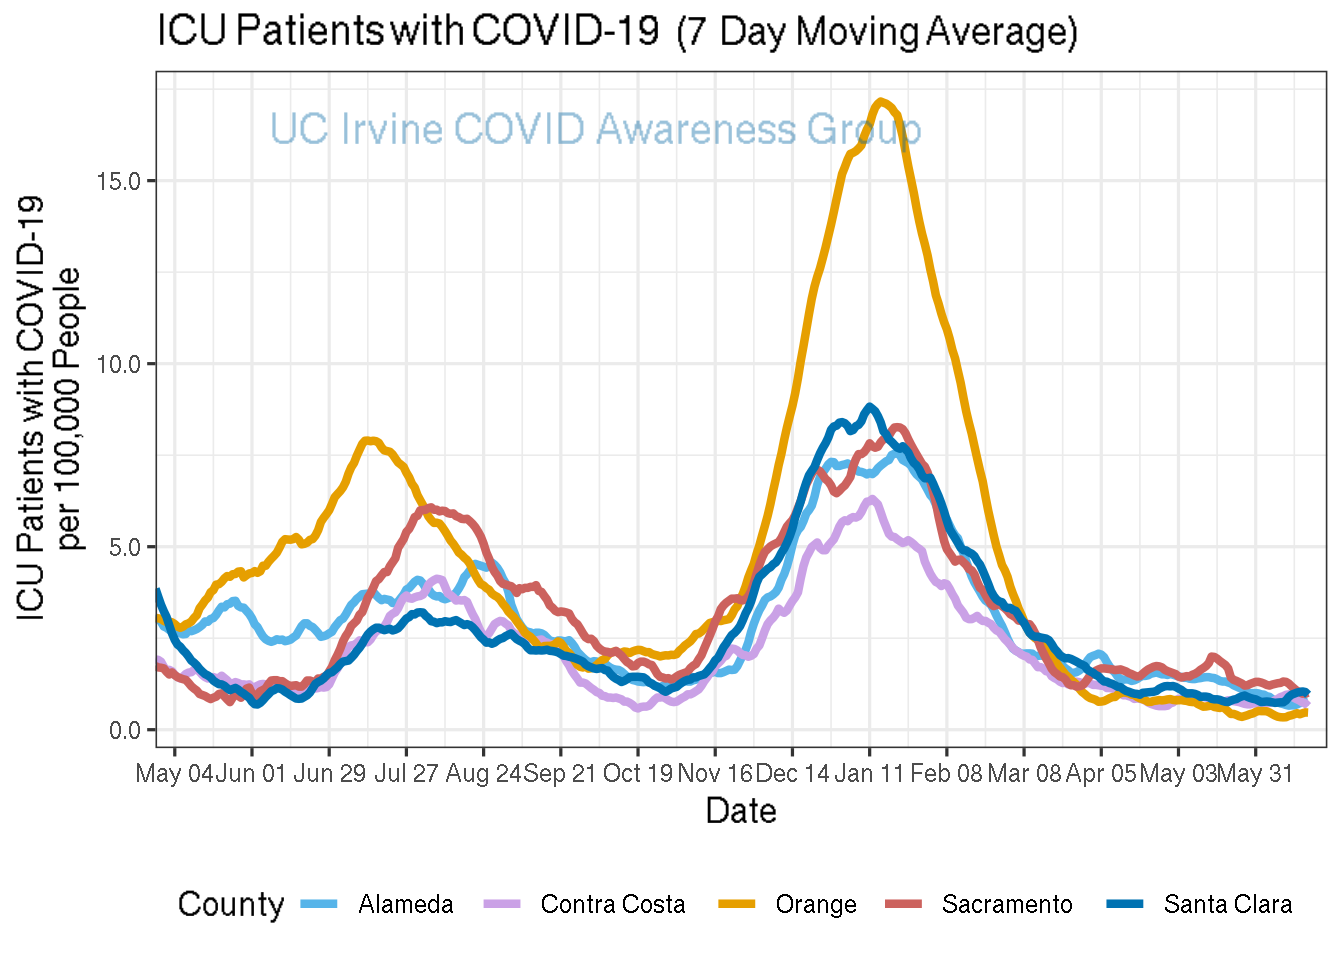 ICU Patients with COVID-19 (7 Day Moving Average)
UC Irvine COVID Awareness Group
ICU Patients with COVID-19
per 100,000 People
15.0
10.0
5.0
0.0
May 04 Jun 01 Jun 29 Jul 27 Aug 24 Sep 21 Oct 19 Nov 16 Dec 14 Jan 11 Feb 08 Mar 08 Apr 05 May 03 May 31
Date
County Alameda Contra Costa Orange Sacramento Santa Clara